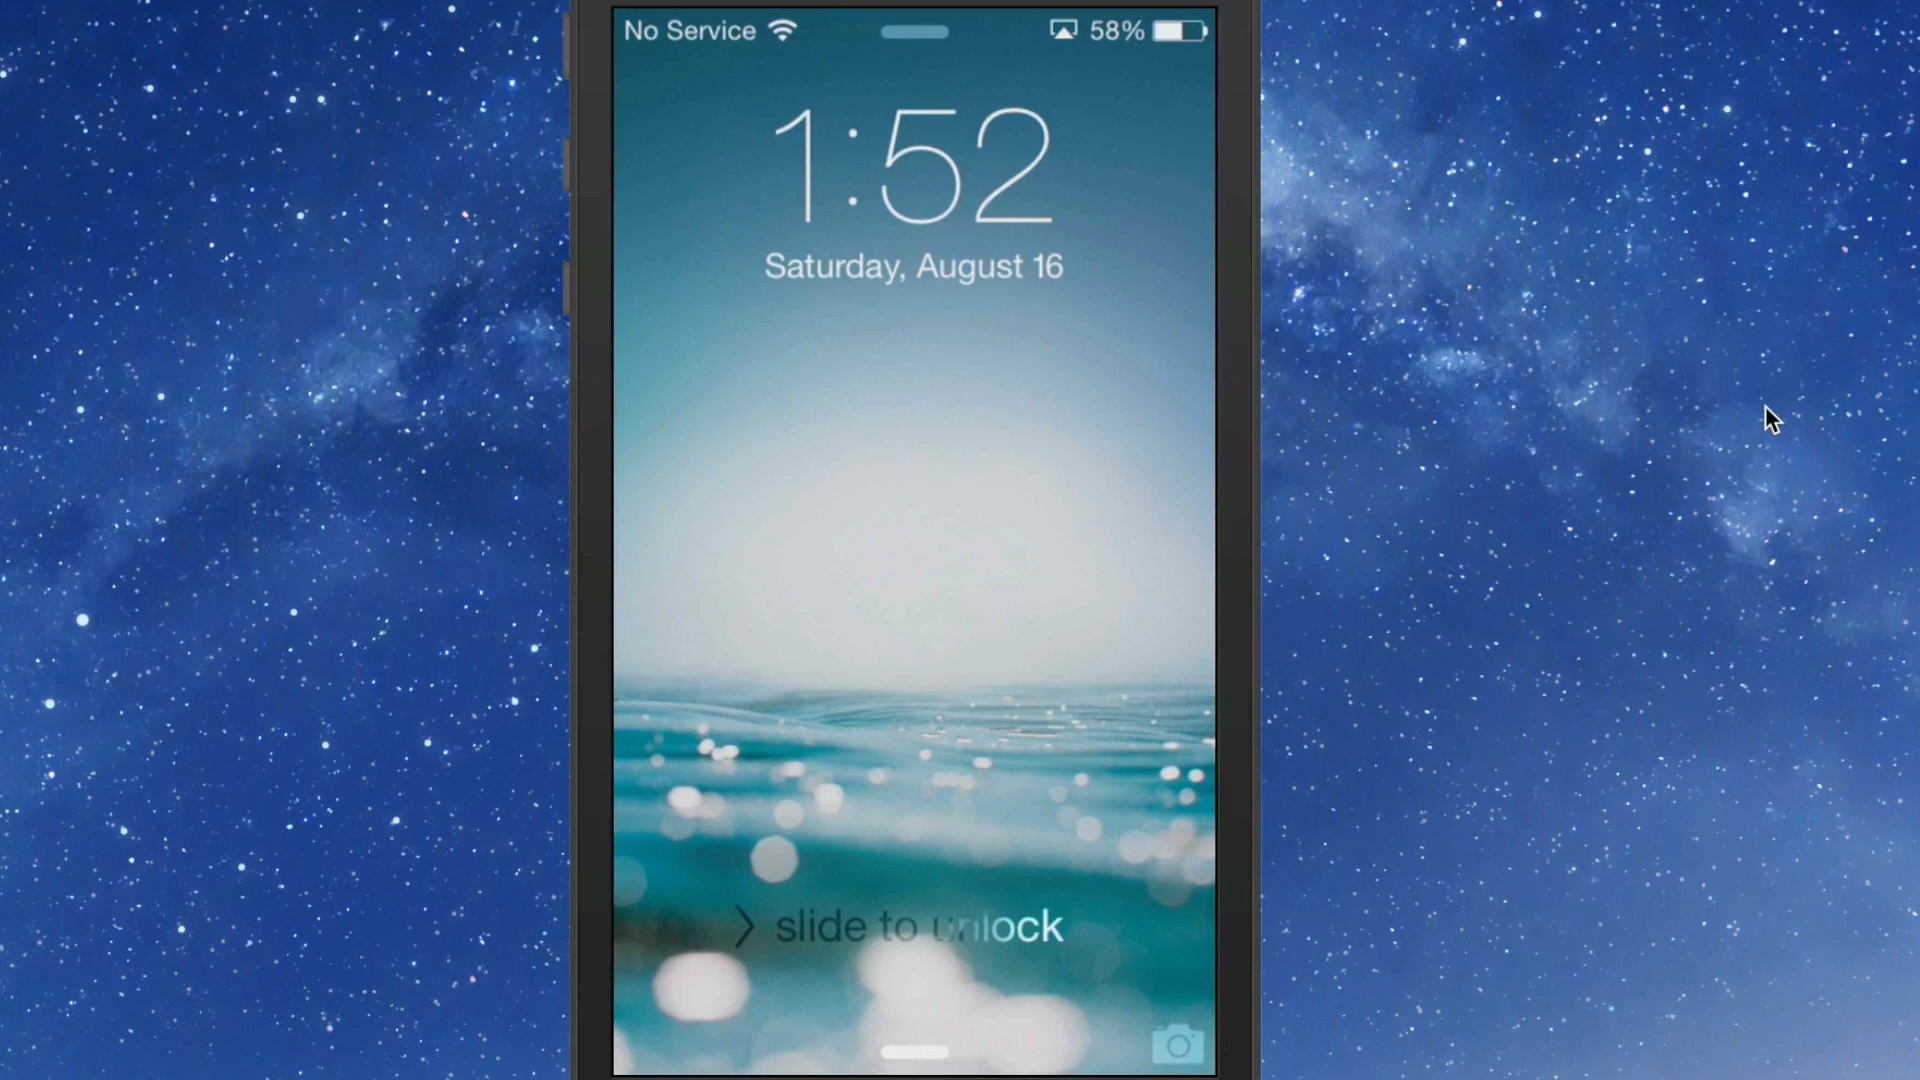 No Service 58%
1:52
Saturday, August 16
> slide to unlock